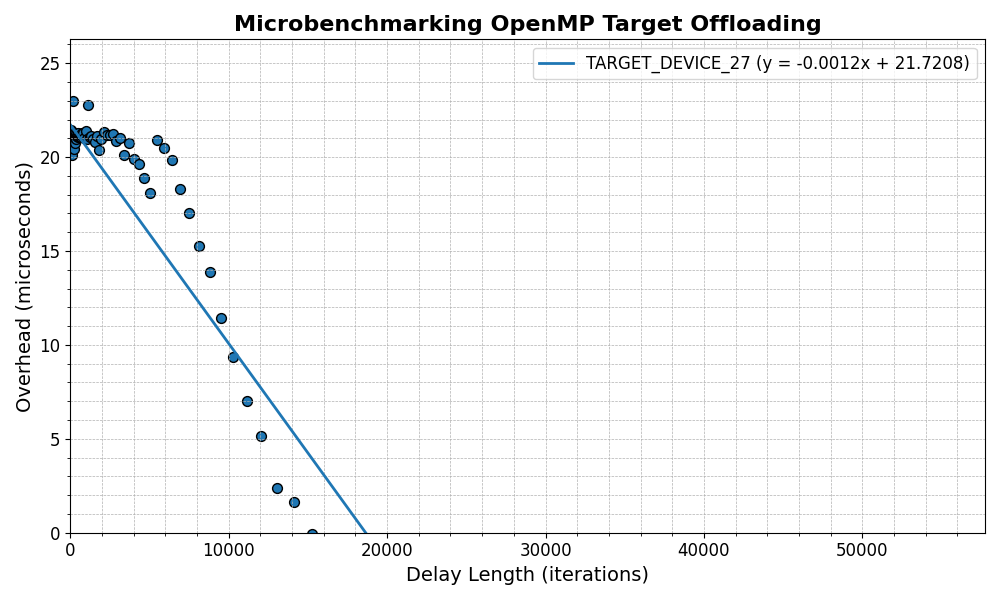 Microbenchmarking OpenMP Target Offloading
TARGET_DEVICE_27 (y = -0.0012x + 21.7208)
Overhead (microseconds)
25
20
15
10
5
0
0 10000 20000 30000 40000 50000
Delay Length (iterations)